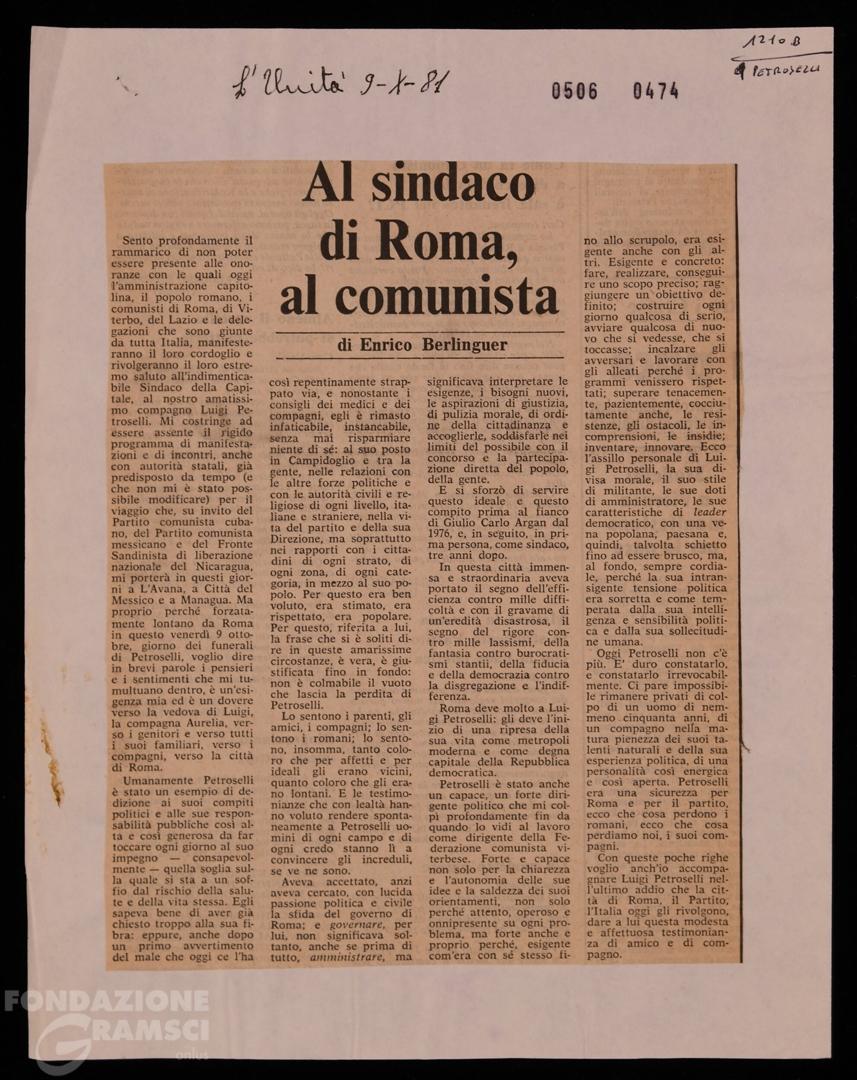 L'Unità 9-X-81
0506 0474
1210 B
PETROSELLI
Al sindaco
di Roma,
al comunista
di Enrico Berlinguer
Sento profondamente il
rammarico di non poter
essere presente alle ono-
ranze con le quali oggi
l'amministrazione capito-
lina, il popolo romano, i
comunisti di Roma, di Vi-
terbo, del Lazio e le dele-
gazioni che sono giunte
da tutta Italia, manifeste-
ranno il loro cordoglio e
rivolgeranno il loro estre-
mo saluto all'indimentica-
bile Sindaco della Capi-
tale, al nostro amatissi-
mo compagno Luigi Pe-
troselli. Mi costringe ad
essere assente il rigido
programma di manifesta-
zioni e di incontri, anche
con autorità statali, già
predisposto da tempo (e
che non mi è stato pos-
sibile modificare) per il
viaggio che, su invito del
Partito comunista cuba-
no, del Partito comunista
messicano e del Fronte
Sandinista di liberazione
nazionale del Nicaragua,
mi porterà in questi gior-
ni a L'Avana, a Città del
Messico e a Managua. Ma
proprio perché forzata-
mente lontano da Roma
in questo venerdì 9 otto-
bre, giorno dei funerali
di Petroselli, voglio dire
in brevi parole i pensieri
e i sentimenti che mi tu-
multuano dentro, è un'esi-
genza mia ed è un dovere
verso la vedova di Luigi,
la compagna Aurelia, ver-
so i genitori e verso tutti
i suoi familiari, verso i
compagni, verso la città
di Roma.
Umanamente Petroselli
è stato un esempio di de-
dizione ai suoi compiti
politici e alle sue respon-
sabilità pubbliche così al-
ta e così generosa da far
toccare ogni giorno al suo
impegno — consapevol-
mente — quella soglia sul-
la quale si sta a un sof-
fio dal rischio della salu-
te e della vita stessa. Egli
sapeva bene di aver già
chiesto troppo alla sua fi-
bra: eppure, anche dopo
un primo avvertimento
del male che oggi ce l'ha
così repentinamente strap-
pato via, e nonostante i
consigli dei medici e dei
compagni, egli è rimasto
infaticabile, instancabile,
senza mai risparmiare
niente di sé: al suo posto
in Campidoglio e tra la
gente, nelle relazioni con
le altre forze politiche e
con le autorità civili e re-
ligiose di ogni livello, ita-
liane e straniere, nella vi-
ta del partito e della sua
Direzione, ma soprattutto
nei rapporti con i citta-
dini di ogni strato, di
ogni zona, di ogni cate-
goria, in mezzo al suo po-
polo. Per questo era ben
voluto, era stimato, era
rispettato, era popolare.
Per questo, riferita a lui,
la frase che si è soliti di-
re in queste amarissime
circostanze, è vera, è giu-
stificata fino in fondo:
non è colmabile il vuoto
che lascia la perdita di
Petroselli.
Lo sentono i parenti, gli
amici, i compagni; lo sen-
tono i romani; lo sento-
no, insomma, tanto colo-
ro che per affetti e per
ideali gli erano vicini,
quanto coloro che gli era-
no lontani. E le testimo-
nianze che con lealtà han-
no voluto rendere sponta-
neamente a Petroselli uo-
mini di ogni campo e di
ogni credo stanno lì a
convincere gli increduli,
se ve ne sono.
Aveva accettato, anzi
aveva cercato, con lucida
passione politica e civile
la sfida del governo di
Roma; e governare, per
lui, non significava sol-
tanto, anche se prima di
tutto, amministrare, ma
significava interpretare le
esigenze, i bisogni nuovi,
le aspirazioni di giustizia,
di pulizia morale, di ordi-
ne della cittadinanza e
accoglierle, soddisfarle nei
limiti del possibile con il
concorso e la partecipa-
zione diretta del popolo,
della gente.
E si sforzò di servire
questo ideale e questo
compito prima al fianco
di Giulio Carlo Argan dal
1976, e, in seguito, in pri-
ma persona, come sindaco,
tre anni dopo.
In questa città immen-
sa e straordinaria aveva
portato il segno dell'effi-
cienza contro mille diffi-
coltà e con il gravame di
un'eredità disastrosa, il
segno del rigore con-
tro mille lassismi, della
fantasia contro burocrati-
smi stantii, della fiducia
e della democrazia contro
la disgregazione e l'indif-
ferenza.
Roma deve molto a Lui-
gi Petroselli: gli deve l'ini-
zio di una ripresa della
sua vita come metropoli
moderna e come degna
capitale della Repubblica
democratica.
Petroselli è stato anche
un capace, un forte diri-
gente politico che mi col-
pì profondamente fin da
quando lo vidi al lavoro
come dirigente della Fe-
derazione comunista vi-
terbese. Forte e capace
non solo per la chiarezza
e l'autonomia delle sue
idee e la saldezza dei suoi
orientamenti, non solo
perché attento, operoso e
onnipresente su ogni pro-
blema, ma forte anche e
proprio perché, esigente
com'era con sé stesso fi-
no allo scrupolo, era esi-
gente anche con gli al-
tri. Esigente e concreto:
fare, realizzare, consegui-
re uno scopo preciso; rag-
giungere un obiettivo de-
finito; costruire ogni
giorno qualcosa di serio,
avviare qualcosa di nuo-
vo che si vedesse, che si
toccasse; incalzare gli
avversari e lavorare con
gli alleati perché i pro-
grammi venissero rispet-
tati; superare tenacemen-
te, pazientemente, cocciu-
tamente anche, le resi-
stenze, gli ostacoli, le in-
comprensioni, le insidie;
inventare, innovare. Ecco
l'assillo personale di Lui-
gi Petroselli, la sua di-
visa morale, il suo stile
di militante, le sue doti
di amministratore, le sue
caratteristiche di leader
democratico, con una ve-
na popolana, paesana e,
quindi, talvolta schietto
fino ad essere brusco, ma,
al fondo, sempre cordia-
le, perché la sua intran-
sigente tensione politica
era sorretta e come tem-
perata dalla sua intelli-
genza e sensibilità politi-
ca e dalla sua sollecitudi-
ne umana.
Oggi Petroselli non c'è
più. E' duro constatarlo,
e constatarlo irrevocabil-
mente. Ci pare impossibi-
le rimanere privati di col-
po di un uomo di nem-
meno cinquanta anni, di
un compagno nella ma-
tura pienezza dei suoi ta-
lenti naturali e della sua
esperienza politica, di una
personalità così energica
e così aperta. Petroselli
era una sicurezza per
Roma e per il partito,
ecco che cosa perdono i
romani, ecco che cosa
perdiamo noi, i suoi com-
pagni.
Con queste poche righe
voglio anch'io accompa-
gnare Luigi Petroselli nel-
l'ultimo addio che la cit-
tà di Roma, il Partito,
l'Italia oggi gli rivolgono,
dare a lui questa modesta
e affettuosa testimonian-
za di amico e di com-
pagno.
FONDAZIONE
GRAMSCI
onlus